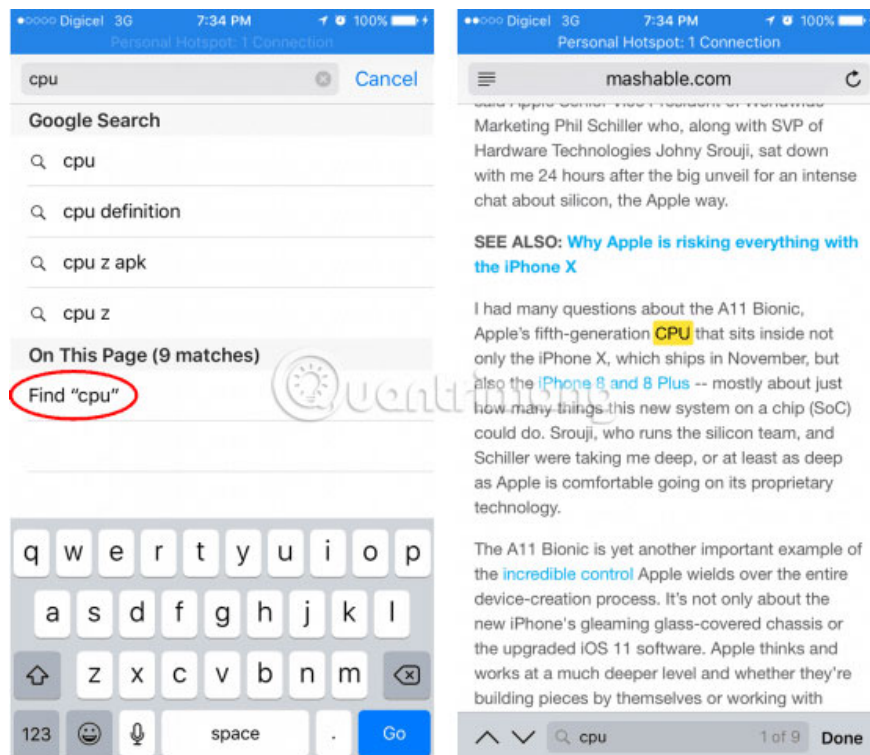 Digicel 3G 7:34 PM 100%
Personal Hotspot: 1 Connection
cpu Cancel
Google Search
cpu
cpu definition
cpu z apk
cpu z
On This Page (9 matches)
Find “cpu”
q w e r t y u i o p
a s d f g h j k l
z x c v b n m
123 space . Go
Digicel 3G 7:34 PM 100%
Personal Hotspot: 1 Connection
mashable.com
said Apple Senior Vice President of Worldwide
Marketing Phil Schiller who, along with SVP of
Hardware Technologies Johny Srouji, sat down
with me 24 hours after the big unveil for an intense
chat about silicon, the Apple way.
SEE ALSO: Why Apple is risking everything with
the iPhone X
I had many questions about the A11 Bionic,
Apple's fifth-generation CPU that sits inside not
only the iPhone X, which ships in November, but
also the iPhone 8 and 8 Plus -- mostly about just
how many things this new system on a chip (SoC)
could do. Srouji, who runs the silicon team, and
Schiller were taking me deep, or at least as deep
as Apple is comfortable going on its proprietary
technology.
The A11 Bionic is yet another important example of
the incredible control Apple wields over the entire
device-creation process. It's not only about the
new iPhone's gleaming glass-covered chassis or
the upgraded iOS 11 software. Apple thinks and
works at a much deeper level and whether they're
building pieces by themselves or working with
cpu 1 of 9 Done
Quantrimang